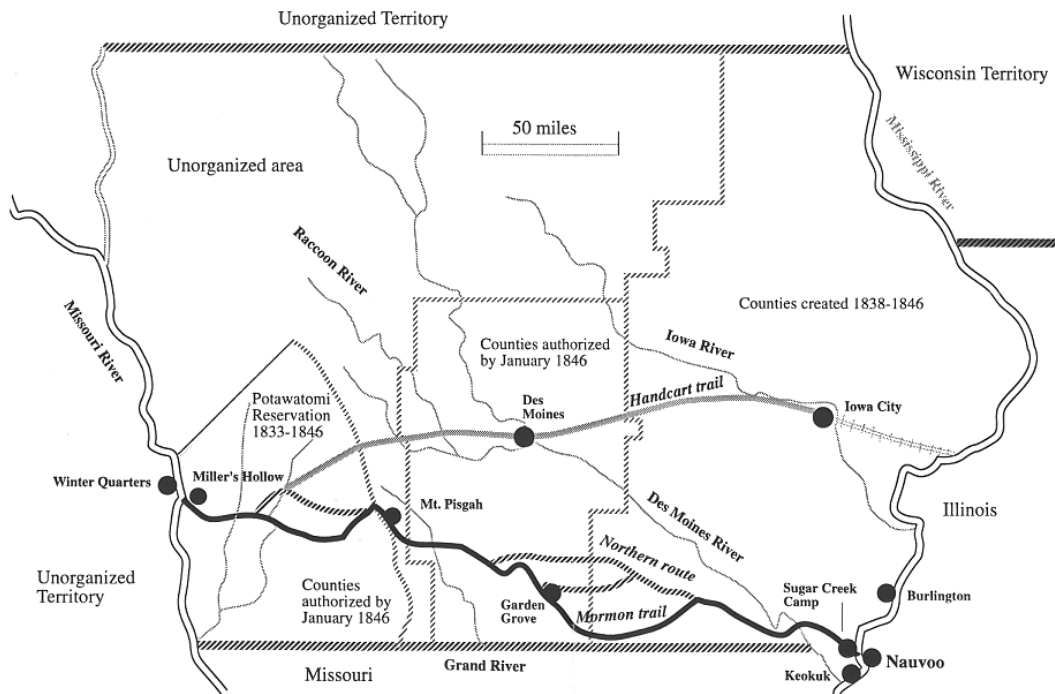 Unorganized Territory
Wisconsin Territory
50 miles
Mississippi River
Unorganized area
Raccoon River
Missouri River
Counties created 1838-1846
Counties authorized
by January 1846
Iowa River
Potawatomi
Reservation
1833-1846
Des
Moines
Handcart trail
Iowa City
Winter Quarters
Miller's Hollow
Mt. Pisgah
Des Moines River
Illinois
Unorganized
Territory
Counties
authorized by
January 1846
Northern route
Garden
Grove
Mormon trail
Sugar Creek
Camp
Burlington
Missouri
Grand River
Keokuk
Nauvoo